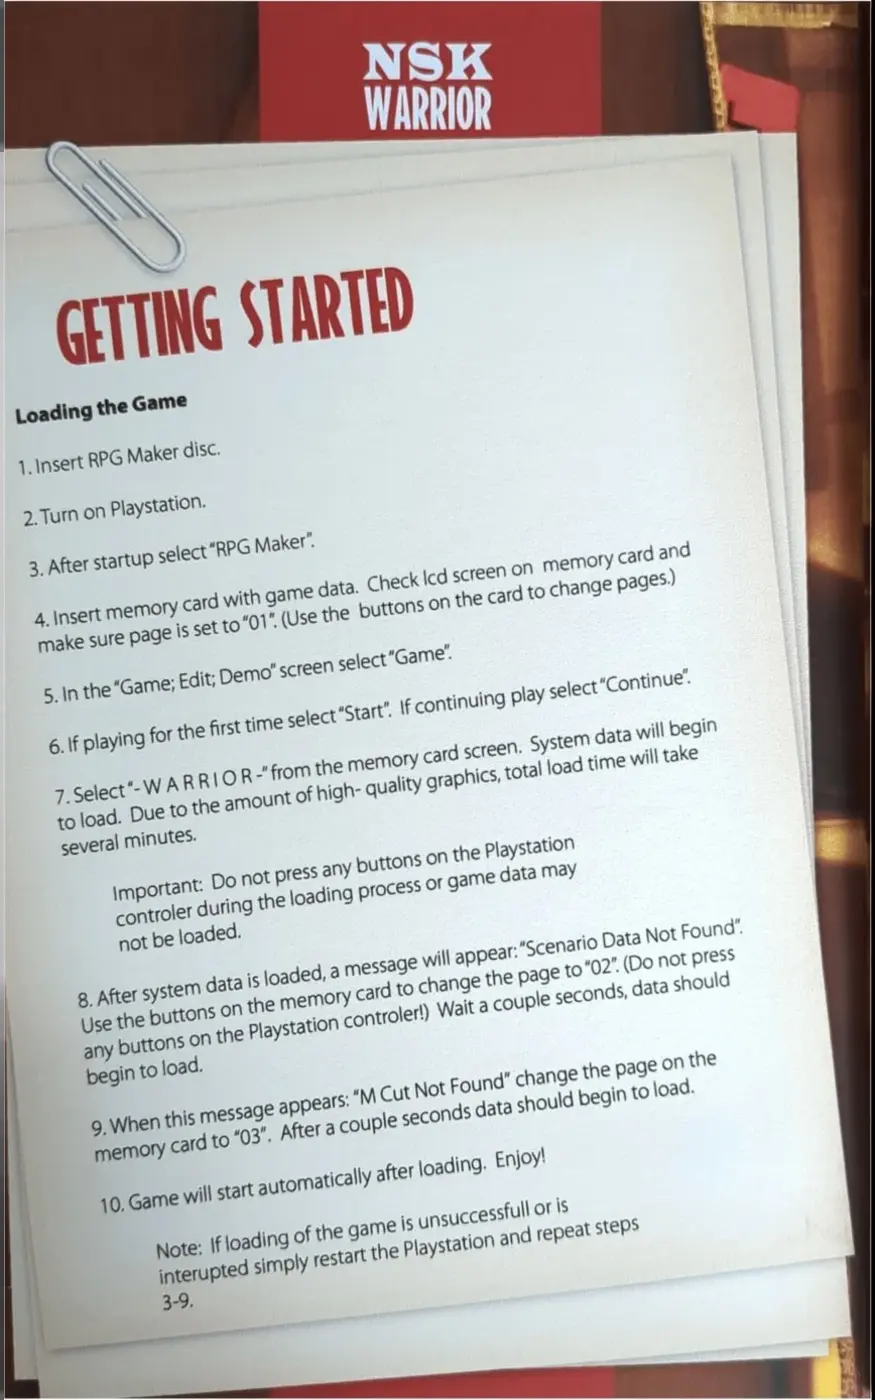 NSK
WARRIOR
GETTING STARTED
Loading the Game
1. Insert RPG Maker disc.
2. Turn on Playstation.
3. After startup select "RPG Maker".
4. Insert memory card with game data. Check lcd screen on memory card and
make sure page is set to "01". (Use the buttons on the card to change pages.)
5. In the "Game; Edit; Demo" screen select "Game".
6. If playing for the first time select "Start". If continuing play select "Continue".
7. Select "- W A R R I O R -" from the memory card screen. System data will begin
to load. Due to the amount of high- quality graphics, total load time will take
several minutes.
Important: Do not press any buttons on the Playstation
controler during the loading process or game data may
not be loaded.
8. After system data is loaded, a message will appear: "Scenario Data Not Found".
Use the buttons on the memory card to change the page to "02". (Do not press
any buttons on the Playstation controler!) Wait a couple seconds, data should
begin to load.
9. When this message appears: "M Cut Not Found" change the page on the
memory card to "03". After a couple seconds data should begin to load.
10. Game will start automatically after loading. Enjoy!
Note: If loading of the game is unsuccessfull or is
interupted simply restart the Playstation and repeat steps
3-9.